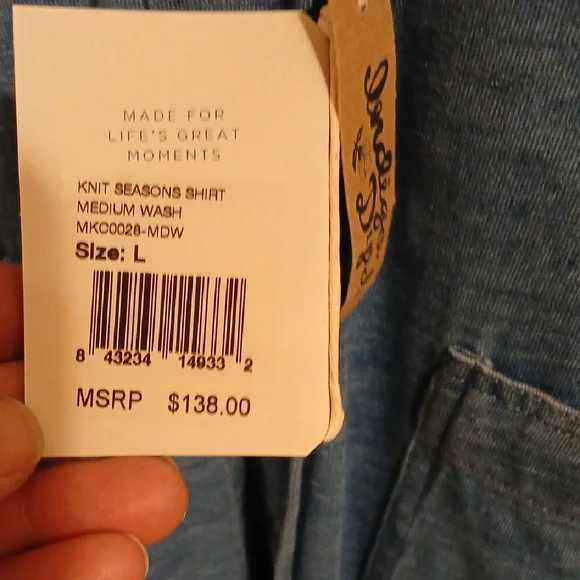 MADE FOR
LIFE'S GREAT
MOMENTS
KNIT SEASONS SHIRT
MEDIUM WASH
MKC0028-MDW
Size: L
8 43234 14933 2
MSRP $138.00